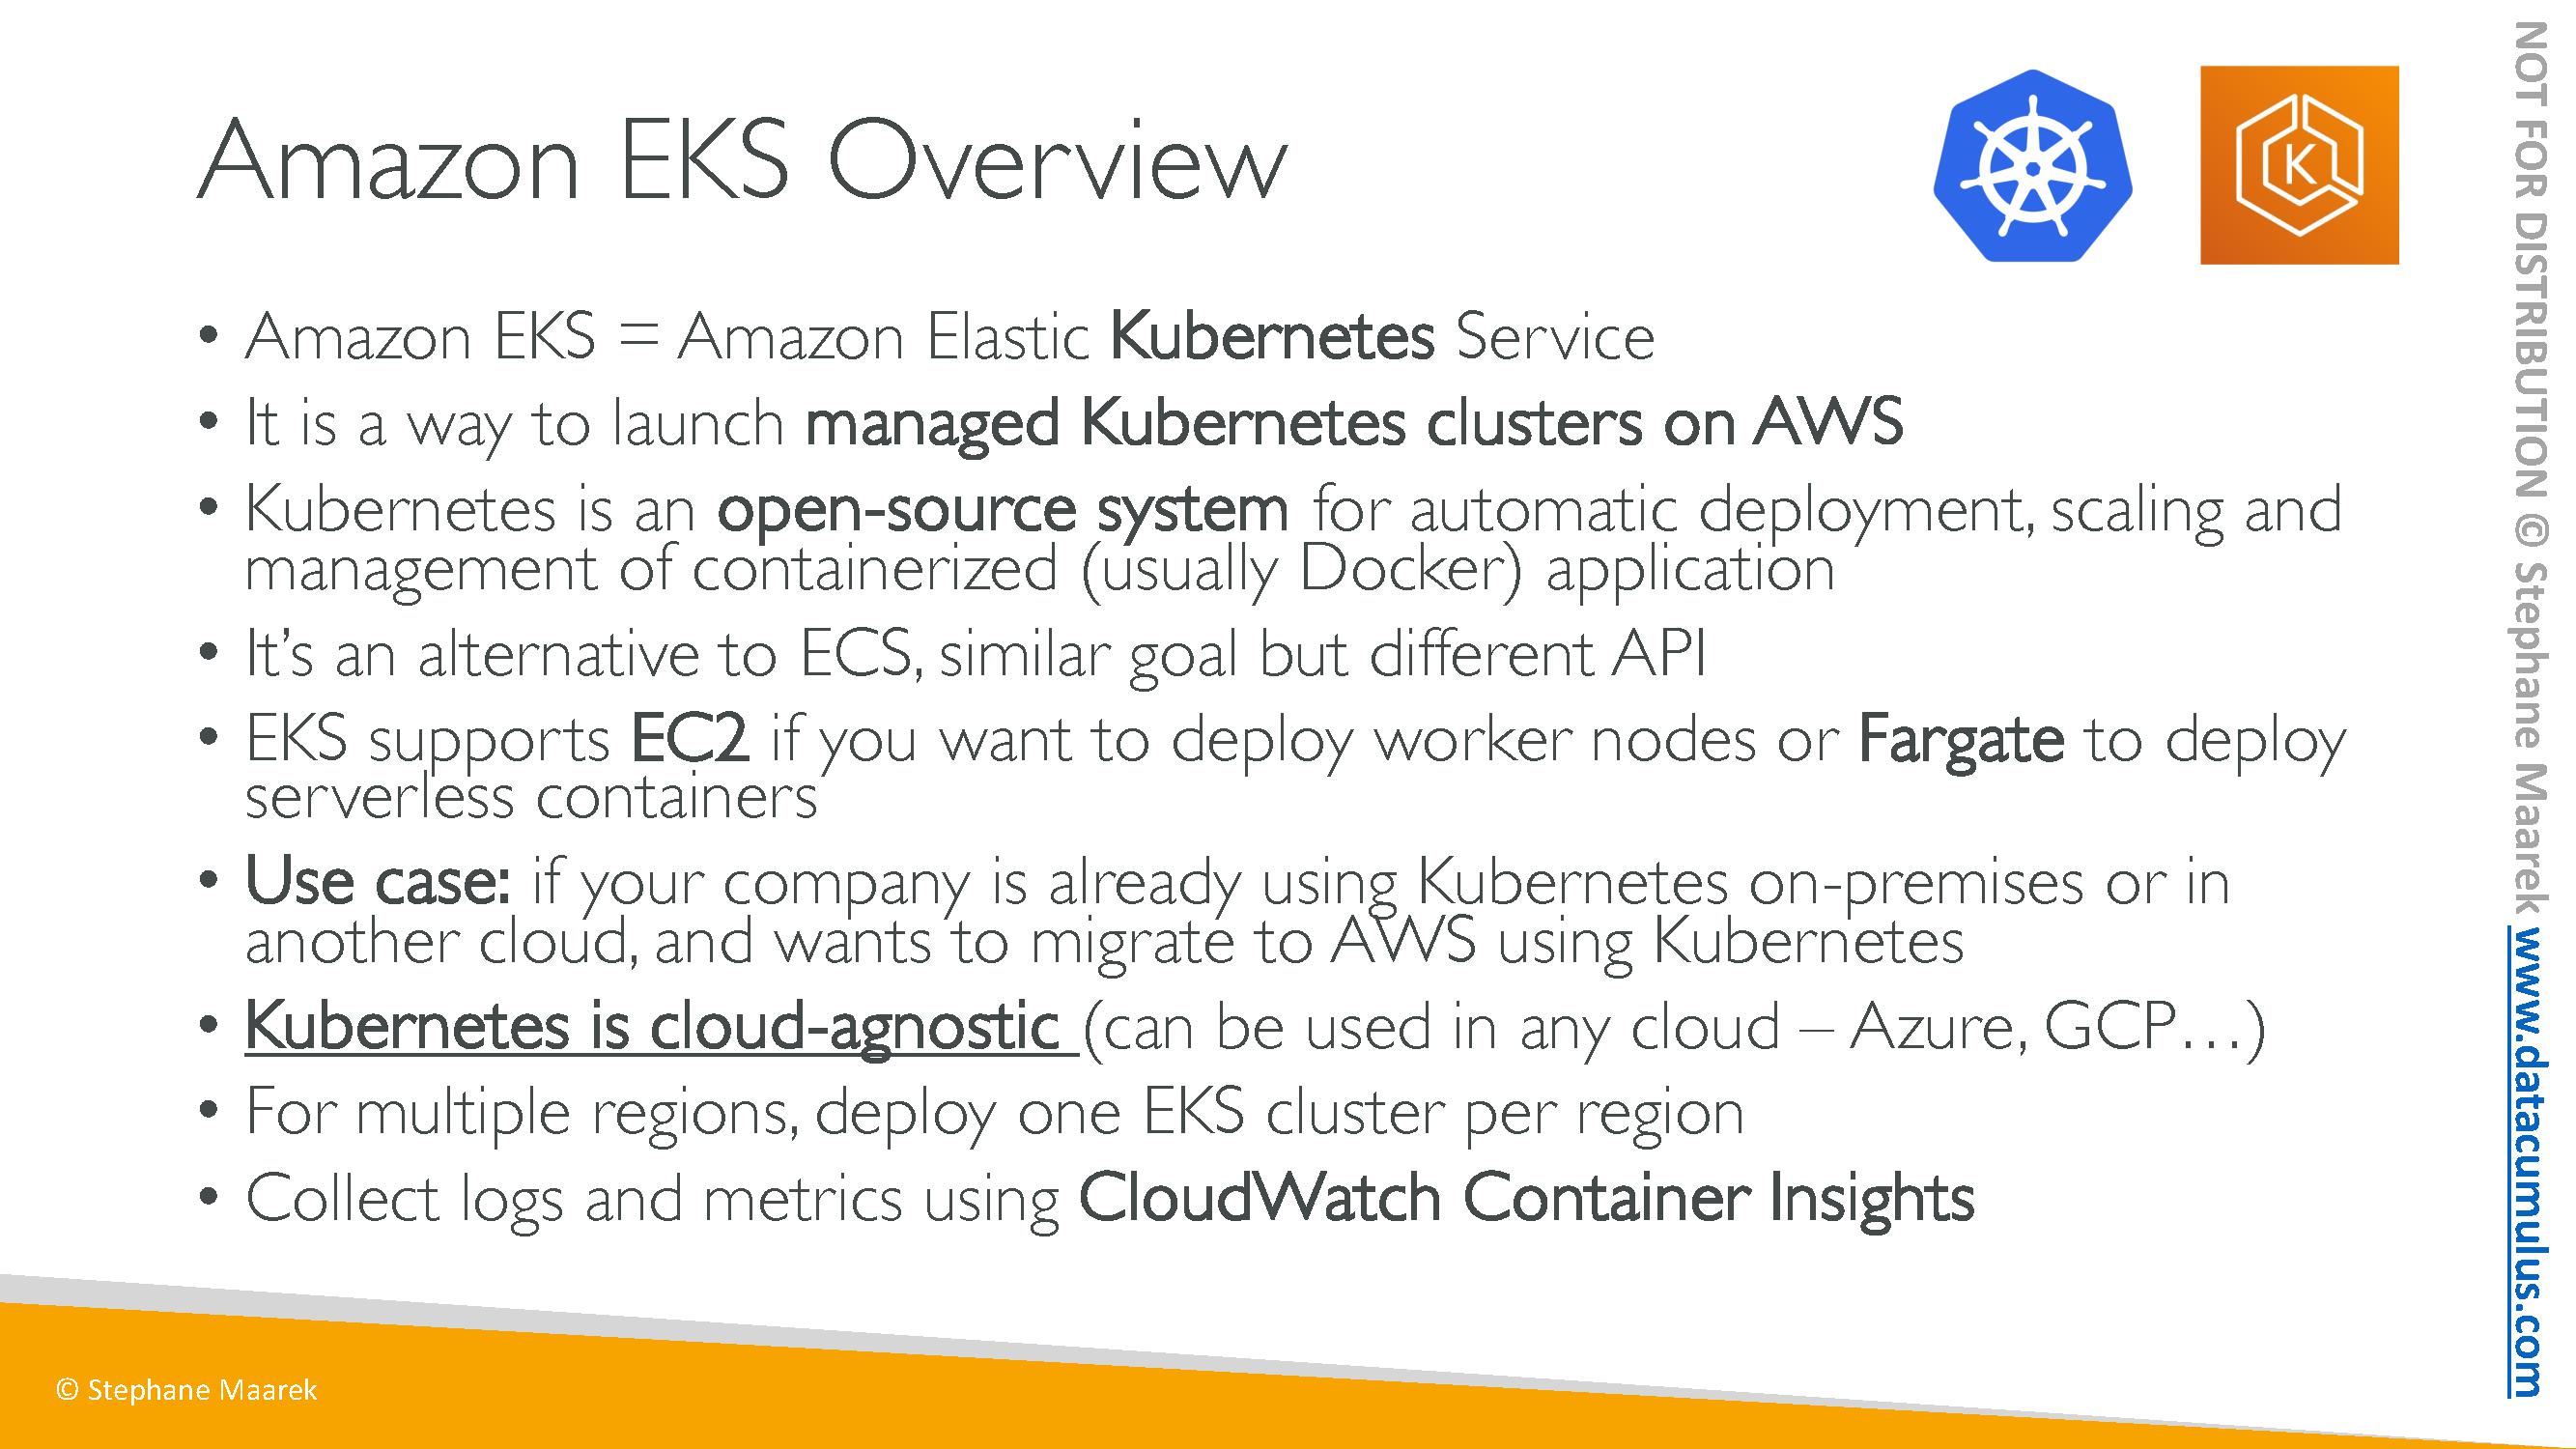 Amazon EKS Overview
K
• Amazon EKS = Amazon Elastic Kubernetes Service
• It is a way to launch managed Kubernetes clusters on AWS
• Kubernetes is an open-source system for automatic deployment, scaling and
management of containerized (usually Docker) application
• It’s an alternative to ECS, similar goal but different API
• EKS supports EC2 if you want to deploy worker nodes or Fargate to deploy
serverless containers
• Use case: if your company is already using Kubernetes on-premises or in
another cloud, and wants to migrate to AWS using Kubernetes
• Kubernetes is cloud-agnostic (can be used in any cloud – Azure, GCP…)
• For multiple regions, deploy one EKS cluster per region
• Collect logs and metrics using CloudWatch Container Insights
© Stephane Maarek
NOT FOR DISTRIBUTION © Stephane Maarek www.datacumulus.com